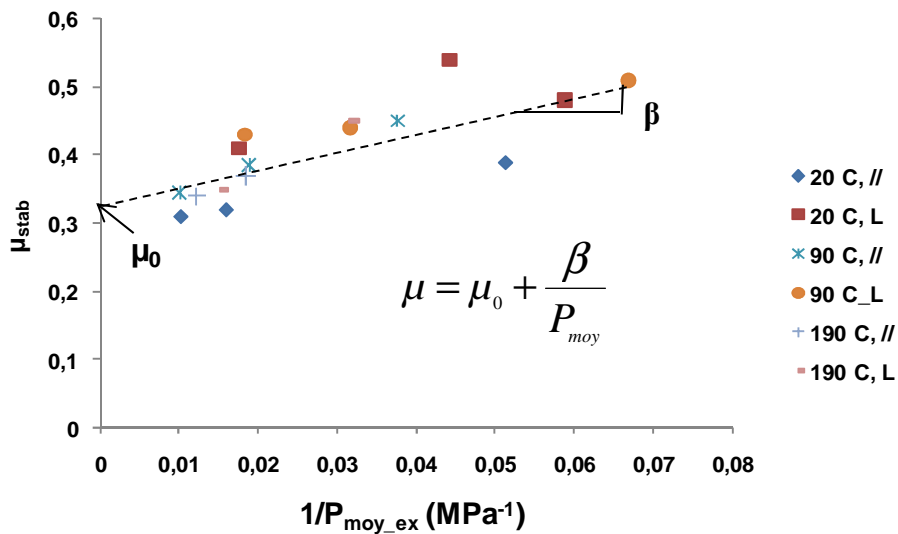 0,6
0,5
0,4
0,3
0,2
0,1
0
μstab
μ0
β
μ = μ0 + β / Pmoy
0 0,01 0,02 0,03 0,04 0,05 0,06 0,07 0,08
1/Pmoy_ex (MPa-1)
20 C, //
20 C, L
90 C, //
90 C_L
190 C, //
190 C, L